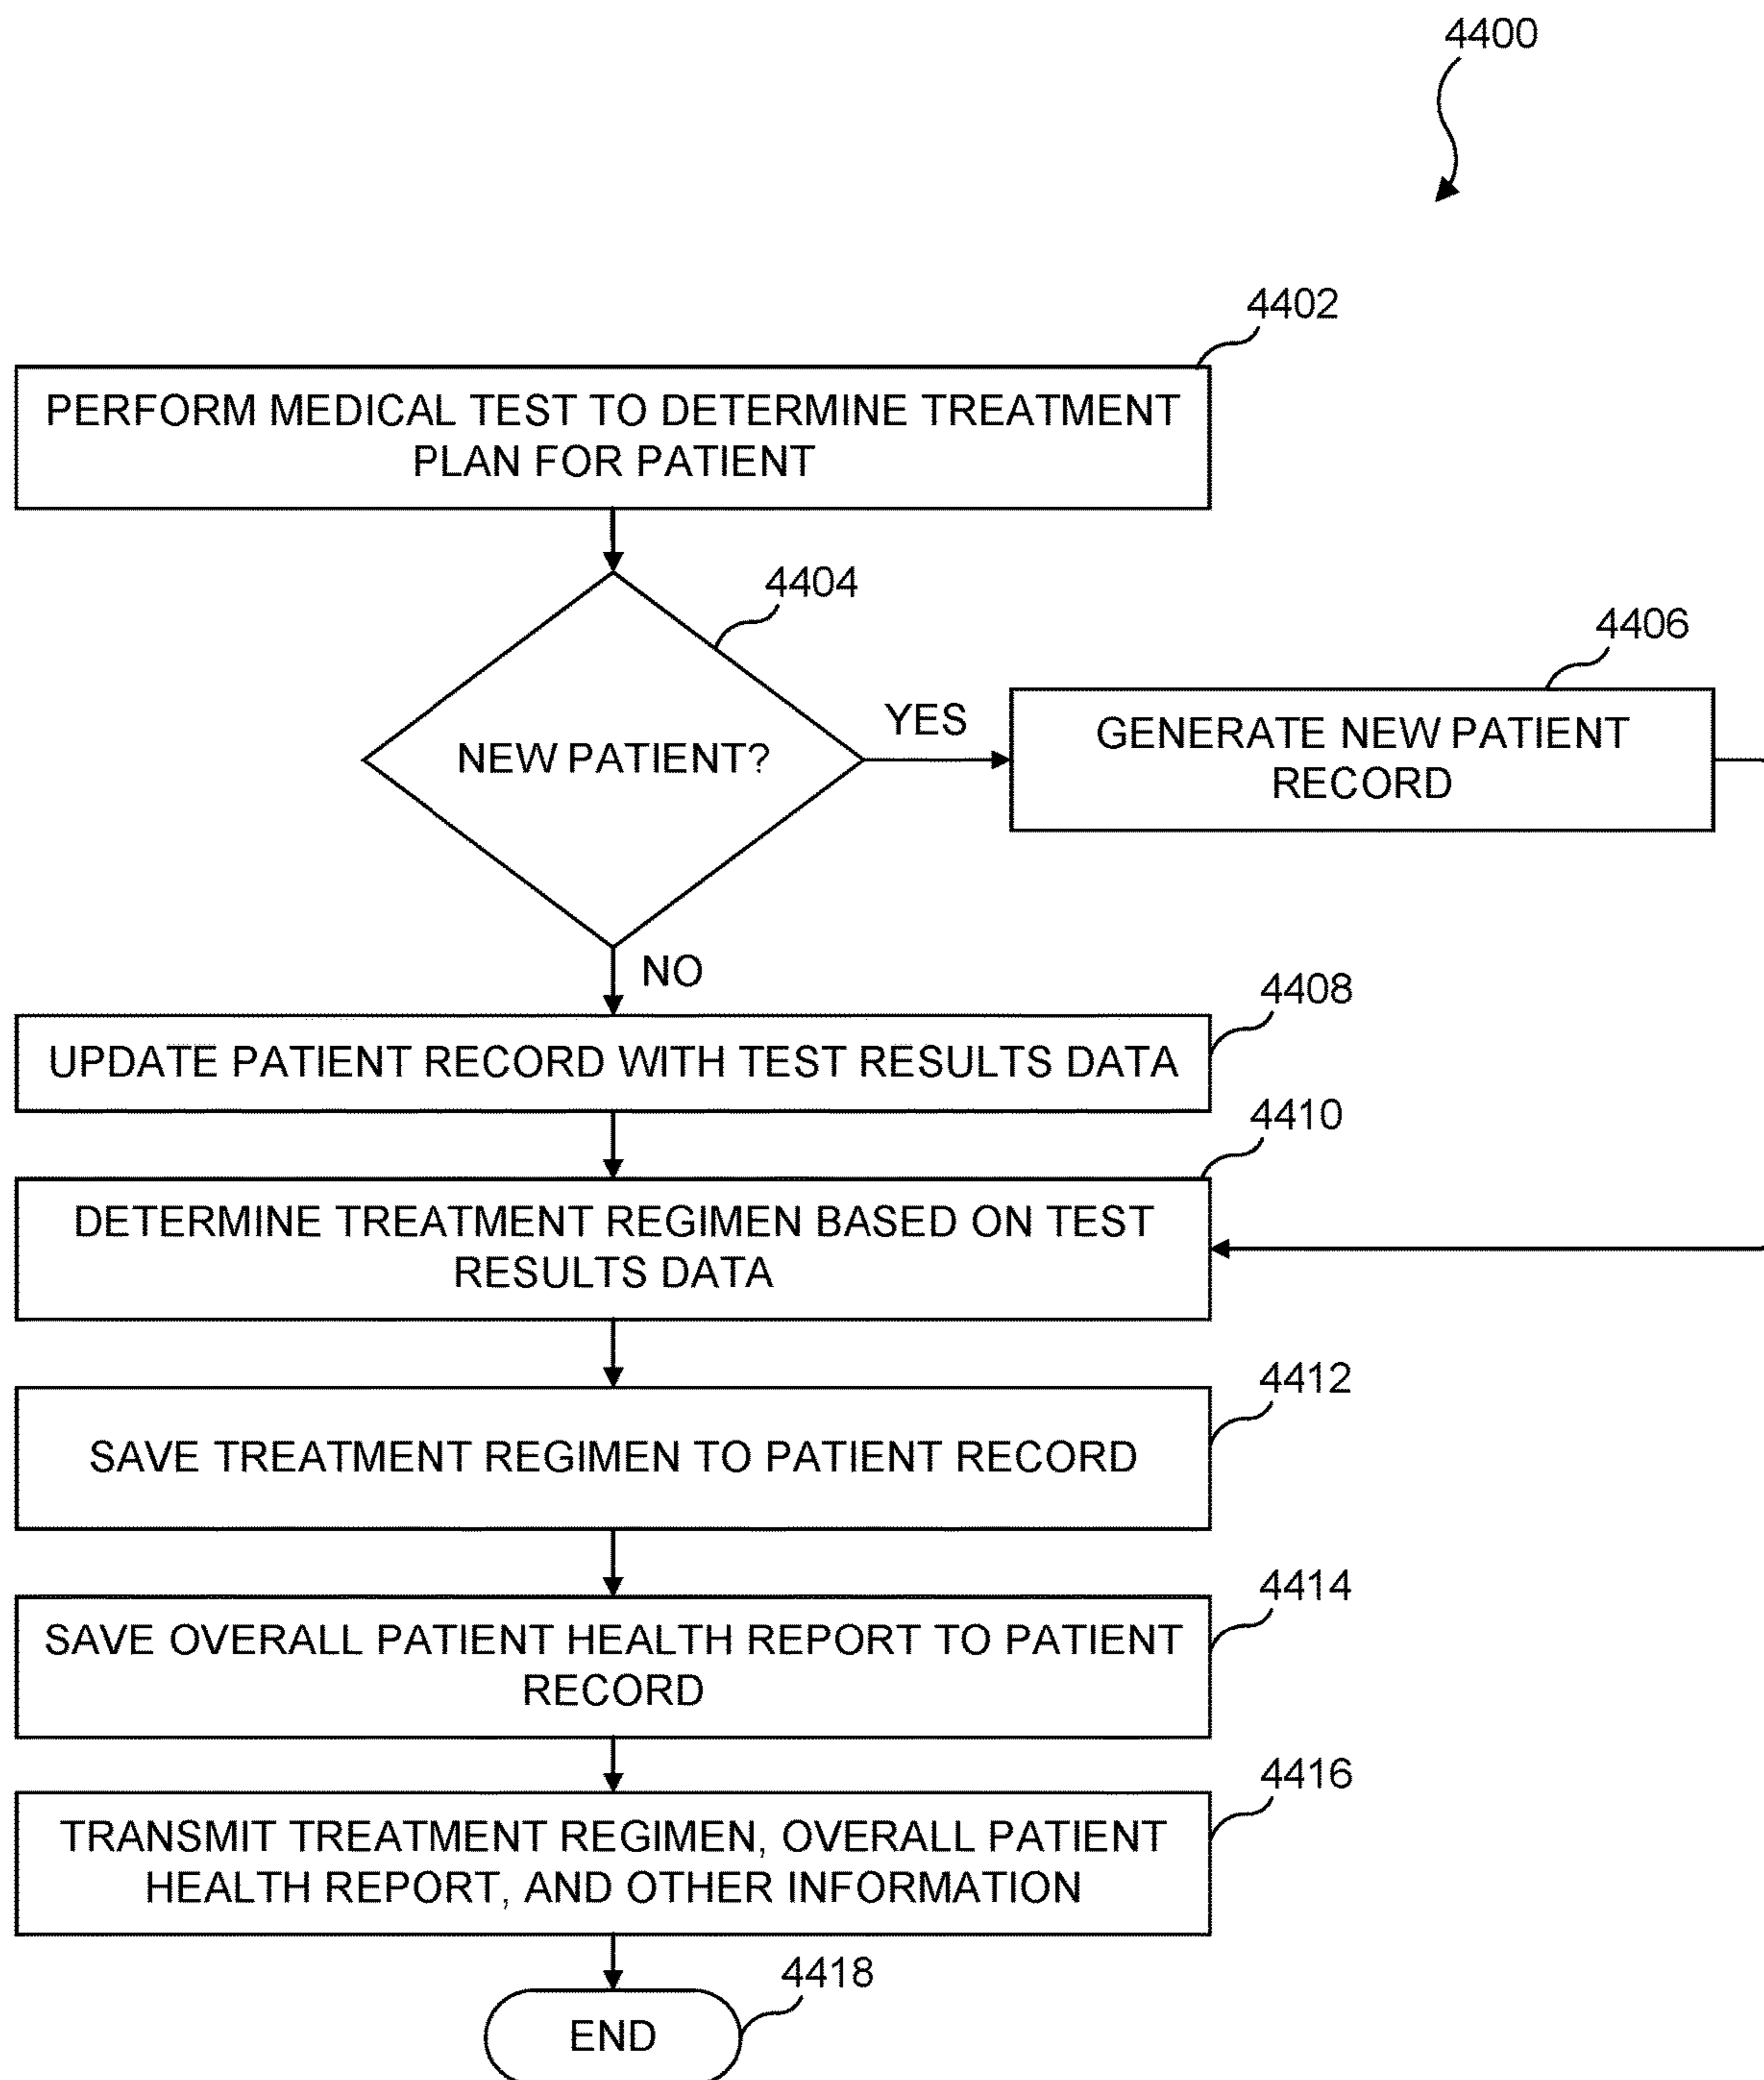 4400
4402
PERFORM MEDICAL TEST TO DETERMINE TREATMENT
PLAN FOR PATIENT
4404
NEW PATIENT?
YES
4406
GENERATE NEW PATIENT
RECORD
NO
4408
UPDATE PATIENT RECORD WITH TEST RESULTS DATA
4410
DETERMINE TREATMENT REGIMEN BASED ON TEST
RESULTS DATA
4412
SAVE TREATMENT REGIMEN TO PATIENT RECORD
4414
SAVE OVERALL PATIENT HEALTH REPORT TO PATIENT
RECORD
4416
TRANSMIT TREATMENT REGIMEN, OVERALL PATIENT
HEALTH REPORT, AND OTHER INFORMATION
4418
END